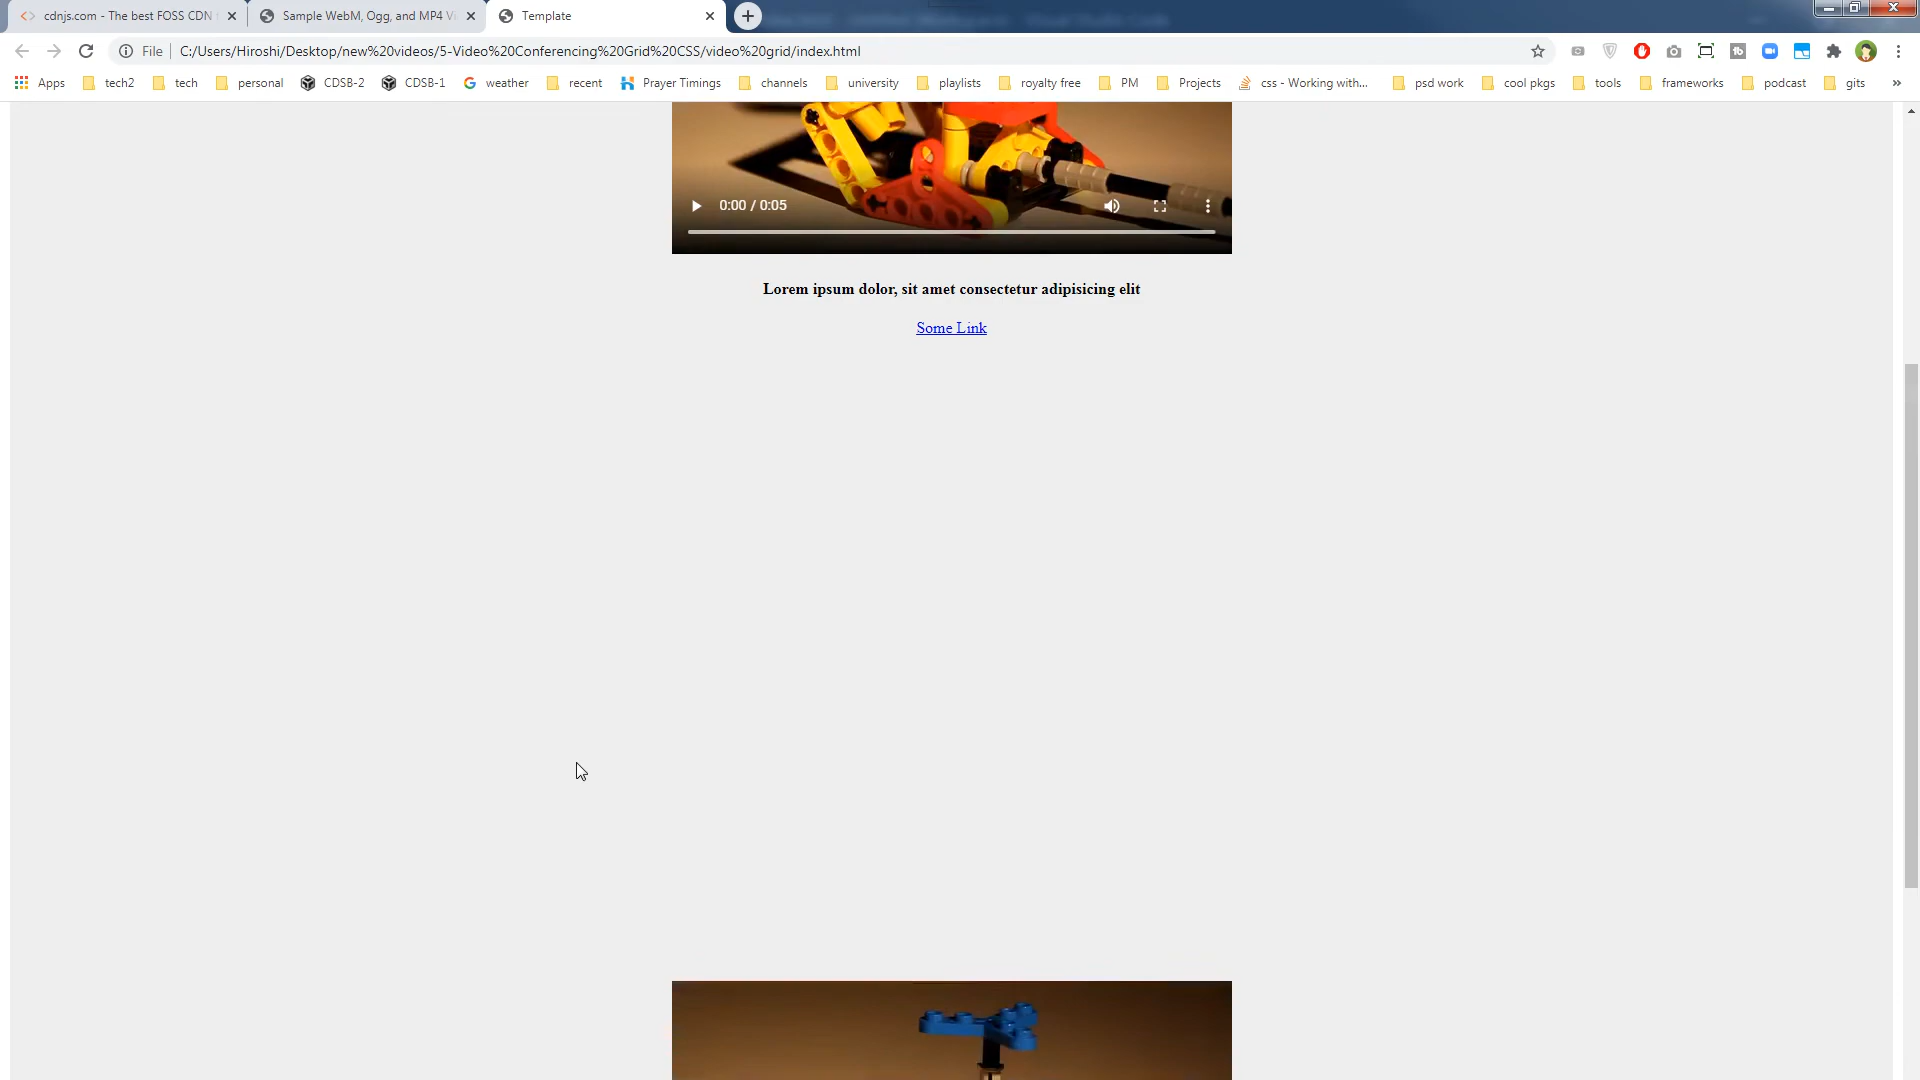 cdnjs.com - The best FOSS CDN
Sample WebM, Ogg, and MP4 Vi
Template
File
C:/Users/Hiroshi/Desktop/new%20videos/5-Video%20Conferencing%20Grid%20CSS/video%20grid/index.html
Apps tech2 tech personal CDSB-2 CDSB-1 weather recent Prayer Timings channels university playlists royalty free PM Projects css - Working with... psd work cool pkgs tools frameworks podcast gits »
0:00 / 0:05
Lorem ipsum dolor, sit amet consectetur adipisicing elit
Some Link